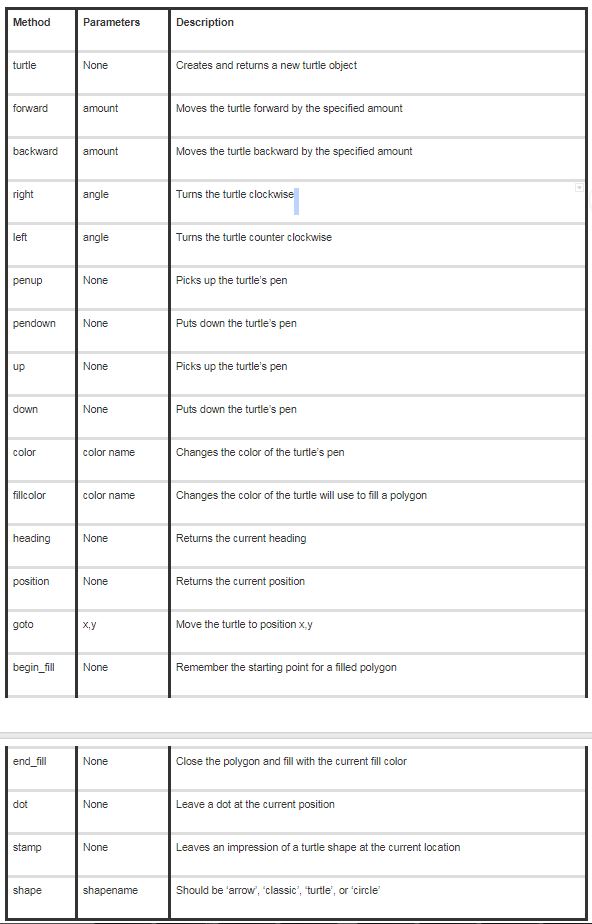 Method Parameters Description
turtle None Creates and returns a new turtle object
forward amount Moves the turtle forward by the specified amount
backward amount Moves the turtle backward by the specified amount
right angle Turns the turtle clockwise
left angle Turns the turtle counter clockwise
penup None Picks up the turtle's pen
pendown None Puts down the turtle's pen
up None Picks up the turtle's pen
down None Puts down the turtle's pen
color color name Changes the color of the turtle's pen
fillcolor color name Changes the color of the turtle will use to fill a polygon
heading None Returns the current heading
position None Returns the current position
goto x,y Move the turtle to position x,y
begin_fill None Remember the starting point for a filled polygon
end_fill None Close the polygon and fill with the current fill color
dot None Leave a dot at the current position
stamp None Leaves an impression of a turtle shape at the current location
shape shapename Should be 'arrow', 'classic', 'turtle', or 'circle'